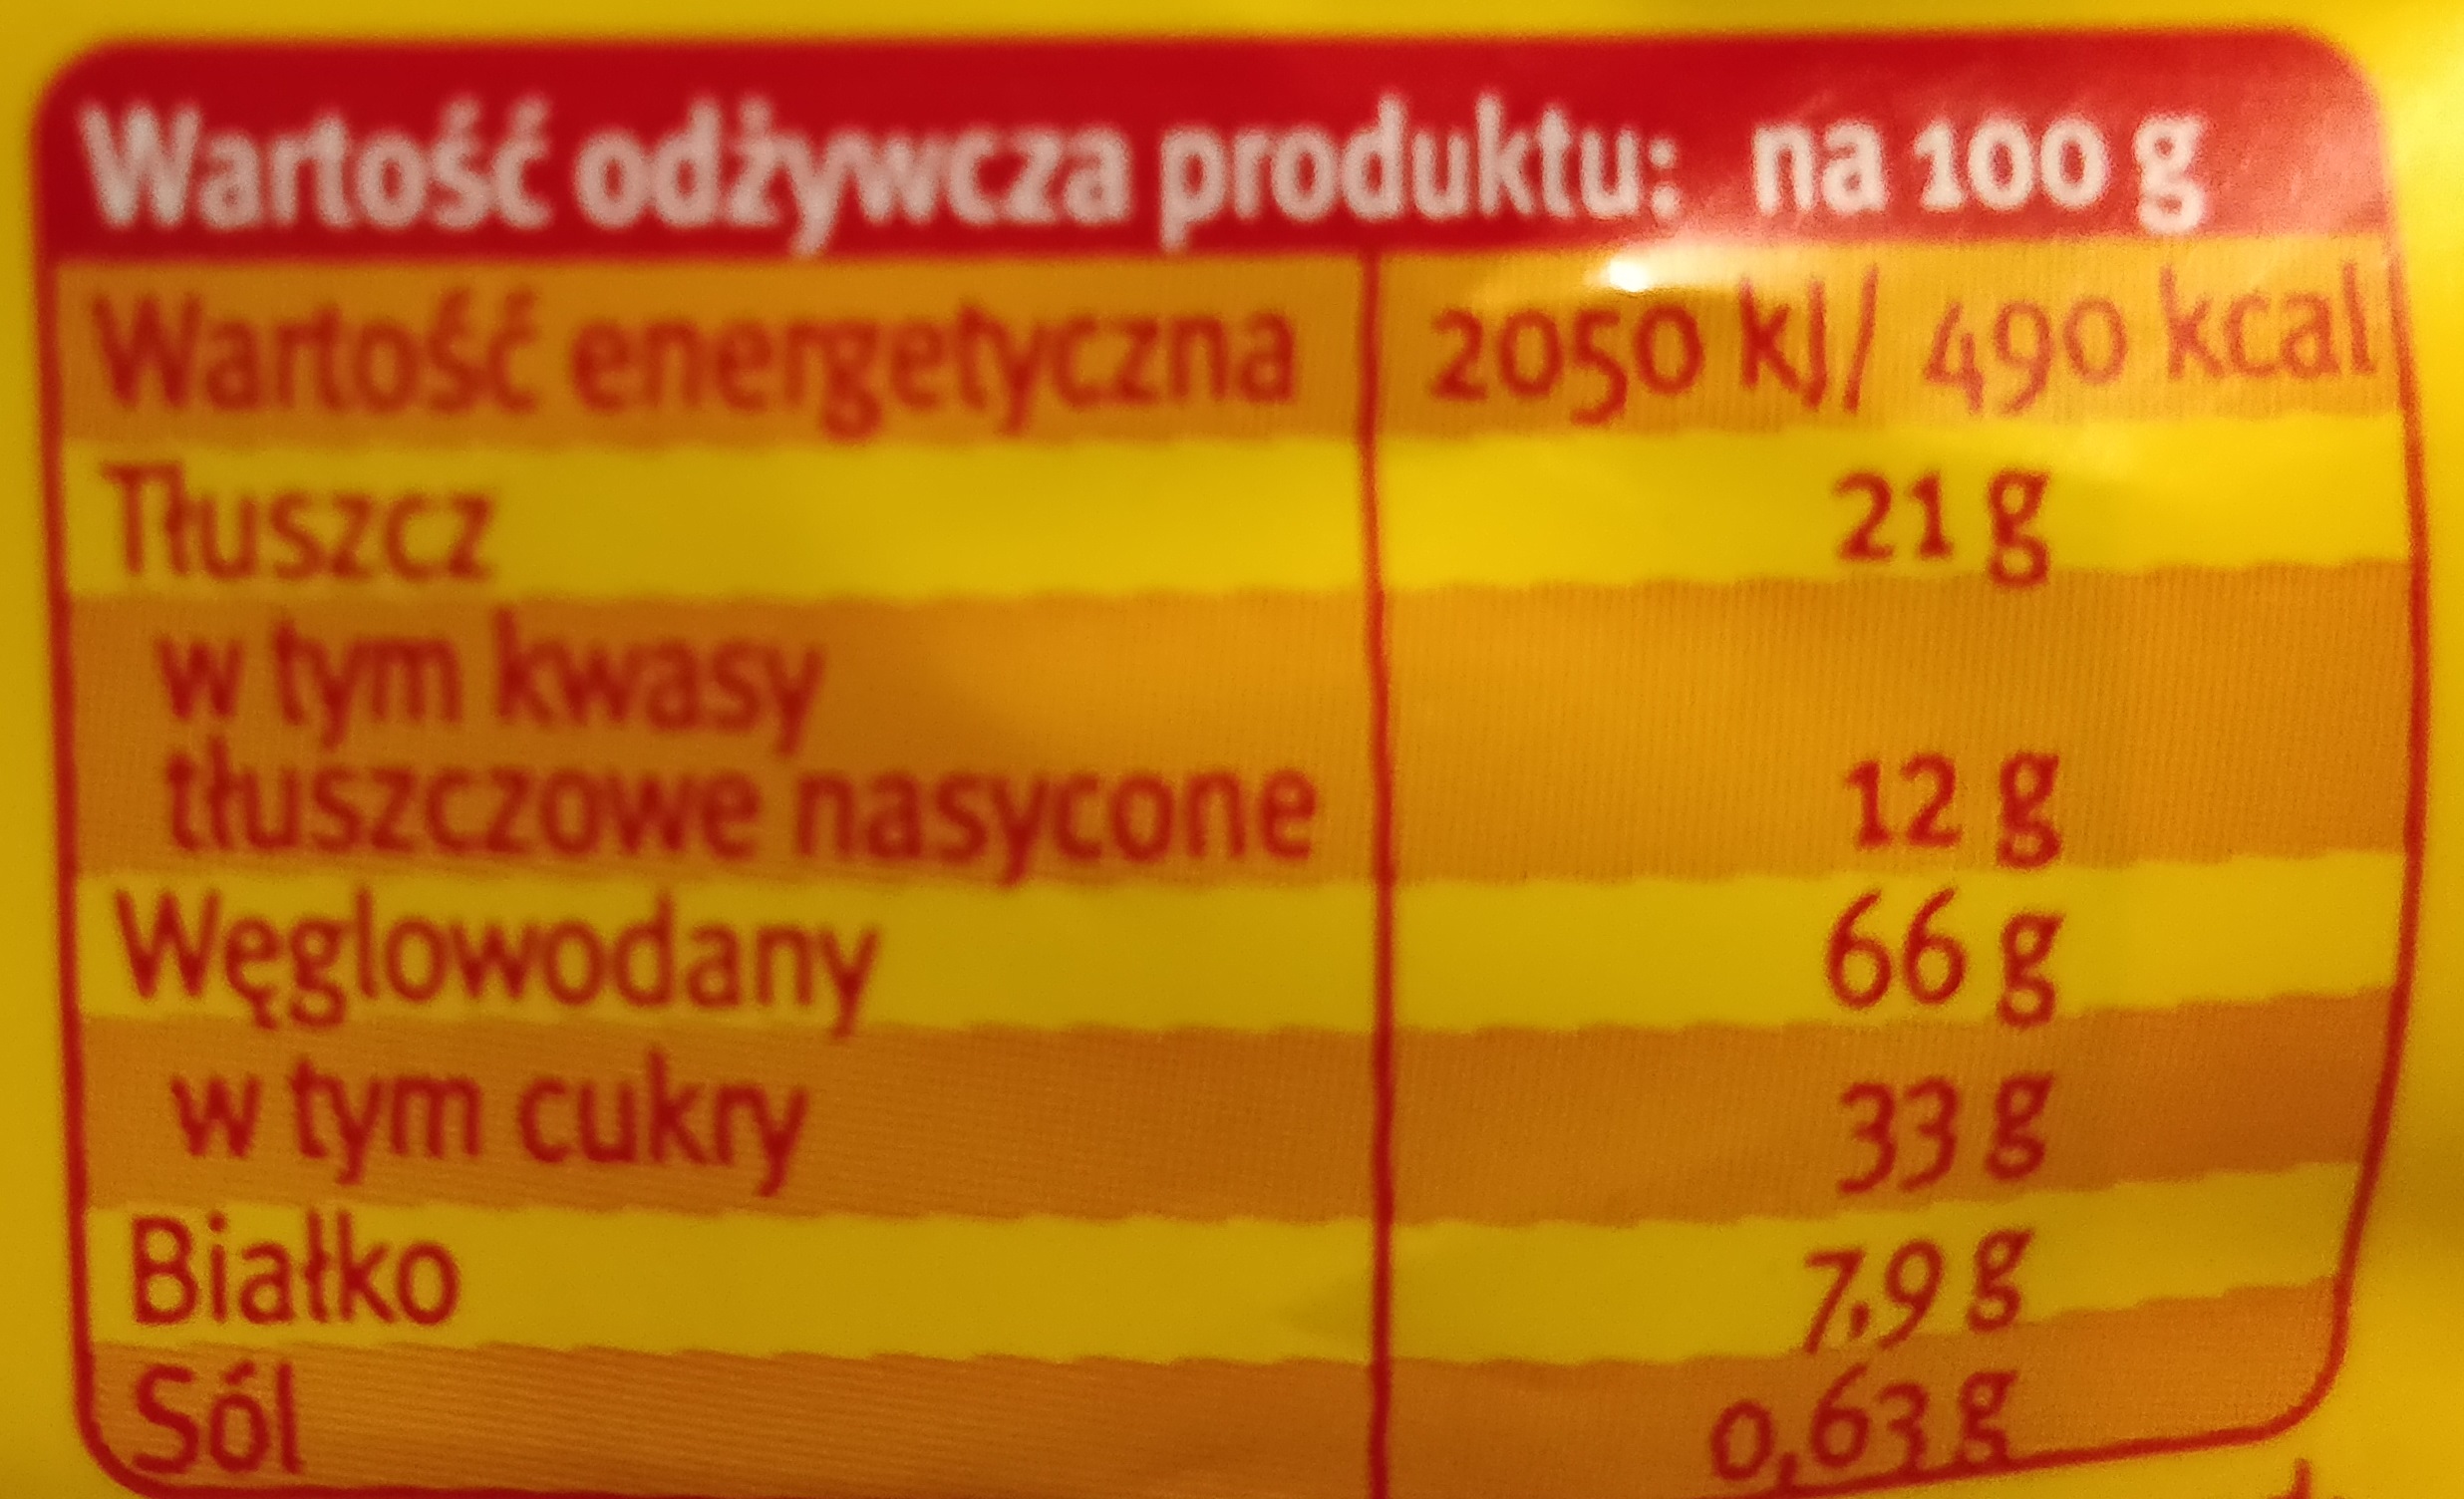 Wartość odżywcza produktu: na 100 g
Wartość energetyczna 2050 kJ/ 490 kcal
Tłuszcz 21 g
w tym kwasy
tłuszczowe nasycone 12 g
Węglowodany 66 g
w tym cukry 33 g
Białko 7,9 g
Sól 0,63 g